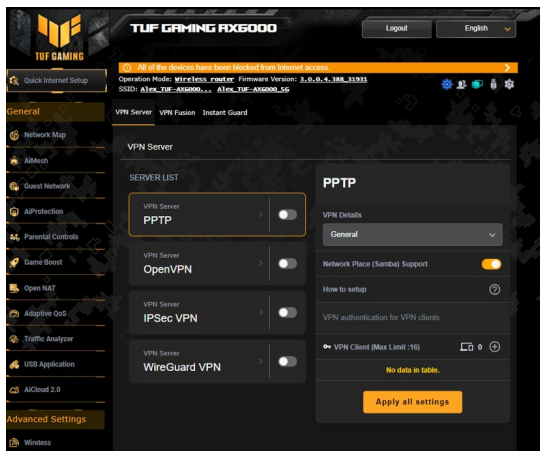 TUF GAMING AX6000
Logout
English
TUF GAMING
All of the devices have been blocked from Internet access.
Quick Internet Setup
Operation Mode: Wireless router Firmware Version: 3.0.0.4.388_31931
SSID: Alex_TUF-AX6000... Alex_TUF-AX6000_5G
General
VPN Server VPN Fusion Instant Guard
Network Map
VPN Server
AiMesh
SERVER LIST
PPTP
Guest Network
VPN Server
PPTP
VPN Details
AiProtection
General
Parental Controls
VPN Server
OpenVPN
Network Place (Samba) Support
Game Boost
How to setup
Open NAT
VPN Server
IPSec VPN
VPN authentication for VPN clients
Adaptive QoS
VPN Client (Max Limit :16) 0
Traffic Analyzer
VPN Server
WireGuard VPN
No data in table.
USB Application
AiCloud 2.0
Apply all settings
Advanced Settings
Wireless